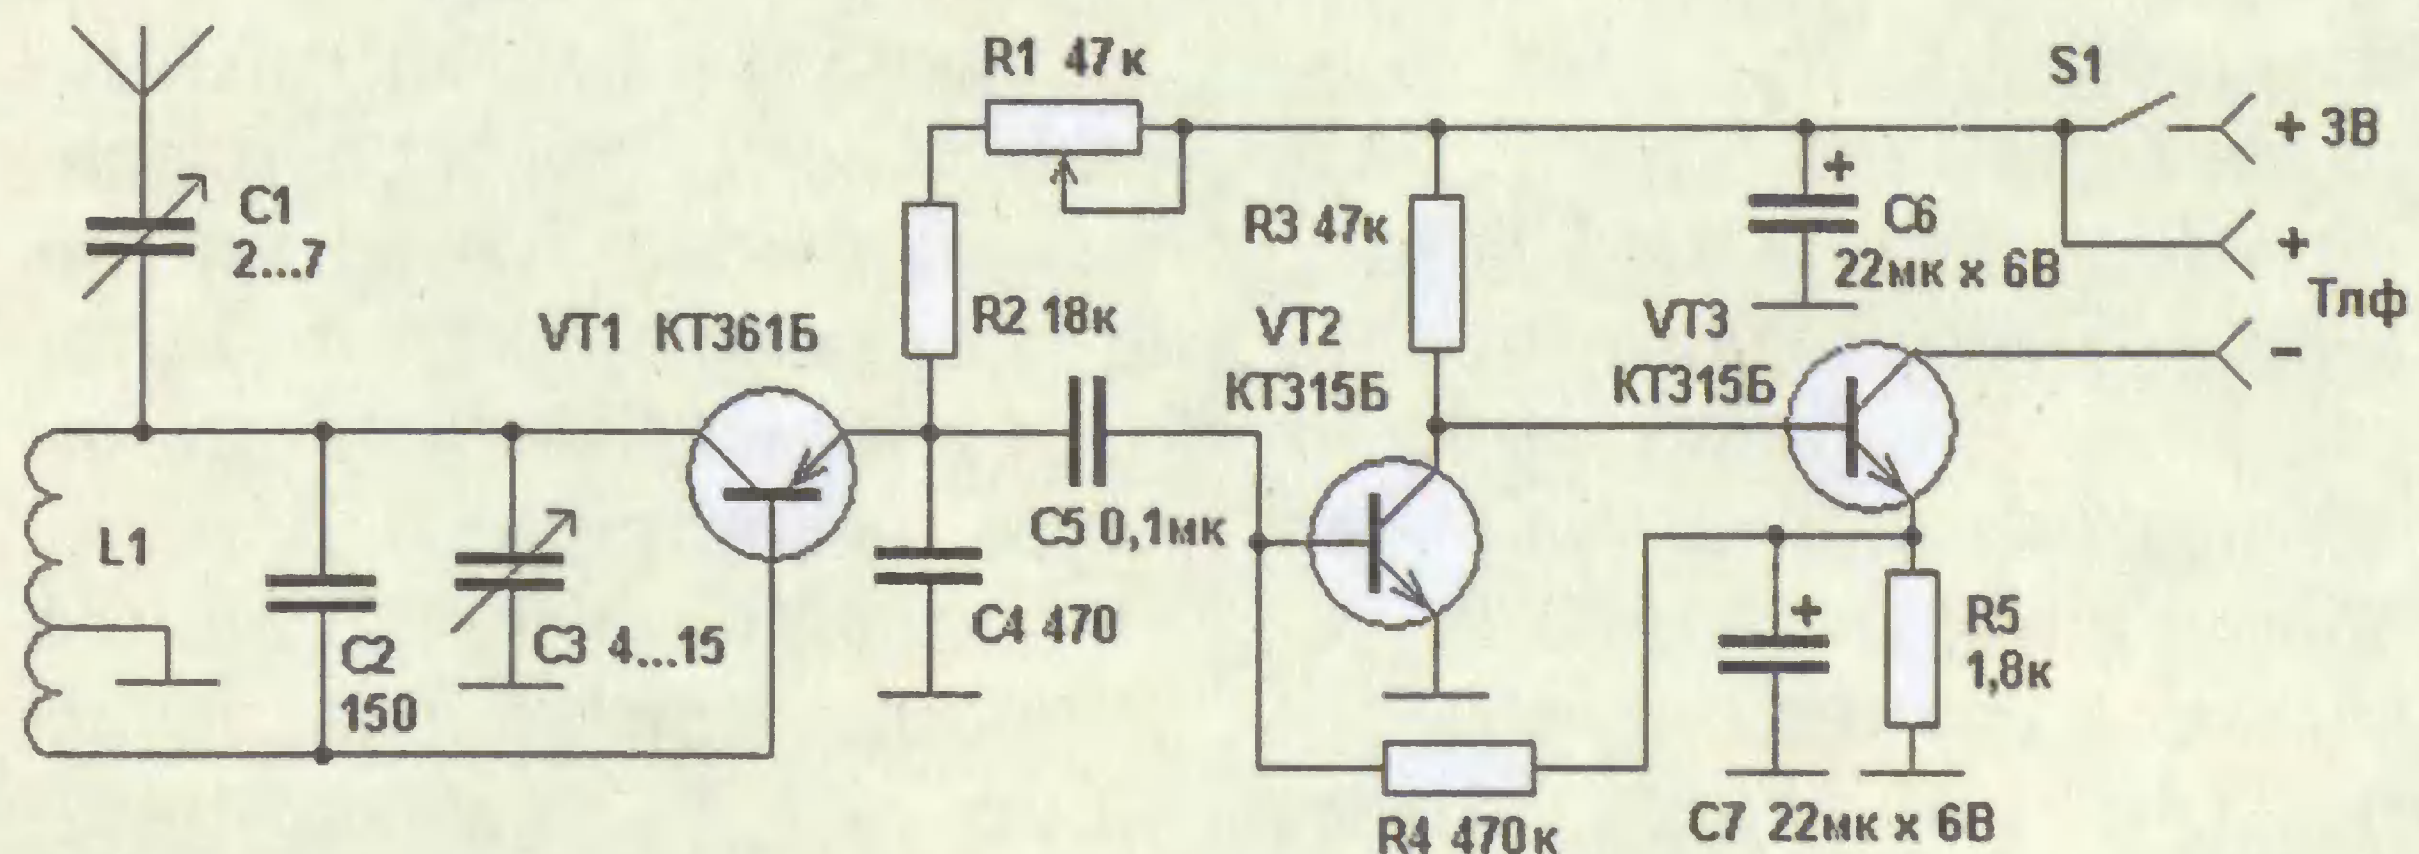 R1 47к
S1
+ 3В
C1
2...7
R3 47к
+
C6
22мк x 6В
+
Тлф
-
VT1 КТ361Б
R2 18к
VT2
КТ315Б
VT3
КТ315Б
L1
C5 0,1мк
C2
150
C3 4...15
C4 470
+
R5
1,8к
R4 470к
C7 22мк x 6В